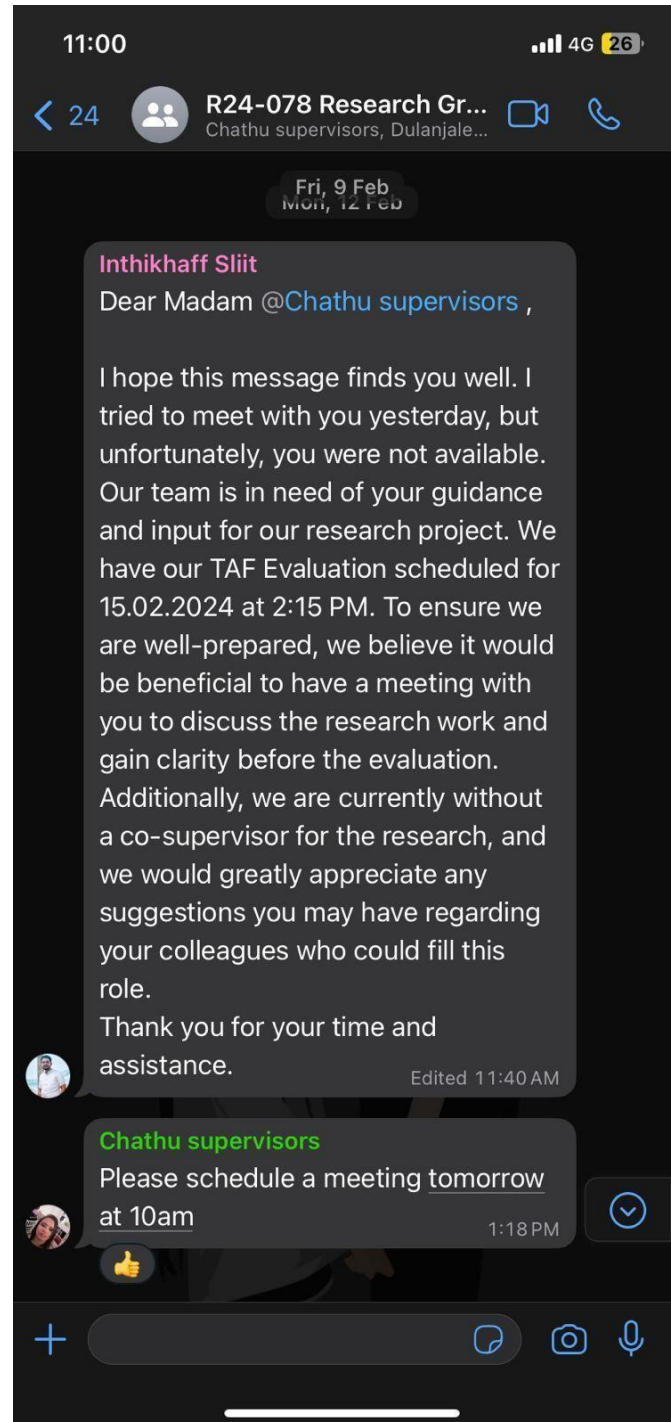 11:00
4G 26
24
R24-078 Research Gr...
Chathu supervisors, Dulanjale...
Fri, 9 Feb
Mon, 12 Feb
Inthikhaff Sliit
Dear Madam @Chathu supervisors ,
I hope this message finds you well. I
tried to meet with you yesterday, but
unfortunately, you were not available.
Our team is in need of your guidance
and input for our research project. We
have our TAF Evaluation scheduled for
15.02.2024 at 2:15 PM. To ensure we
are well-prepared, we believe it would
be beneficial to have a meeting with
you to discuss the research work and
gain clarity before the evaluation.
Additionally, we are currently without
a co-supervisor for the research, and
we would greatly appreciate any
suggestions you may have regarding
your colleagues who could fill this
role.
Thank you for your time and
assistance.
Edited 11:40 AM
Chathu supervisors
Please schedule a meeting tomorrow
at 10am
1:18 PM